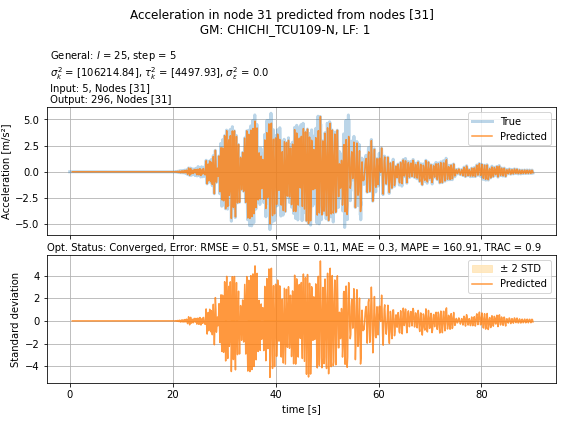 Acceleration in node 31 predicted from nodes [31]
GM: CHICHI_TCU109-N, LF: 1
General: l = 25, step = 5
σ²ₖ = [106214.84], τ²ₖ = [4497.93], σ²ε = 0.0
Input: 5, Nodes [31]
Output: 296, Nodes [31]
Acceleration [m/s²]
5.0
2.5
0.0
−2.5
−5.0
True
Predicted
Opt. Status: Converged, Error: RMSE = 0.51, SMSE = 0.11, MAE = 0.3, MAPE = 160.91, TRAC = 0.9
Standard deviation
4
2
0
−2
−4
± 2 STD
Predicted
0 20 40 60 80
time [s]